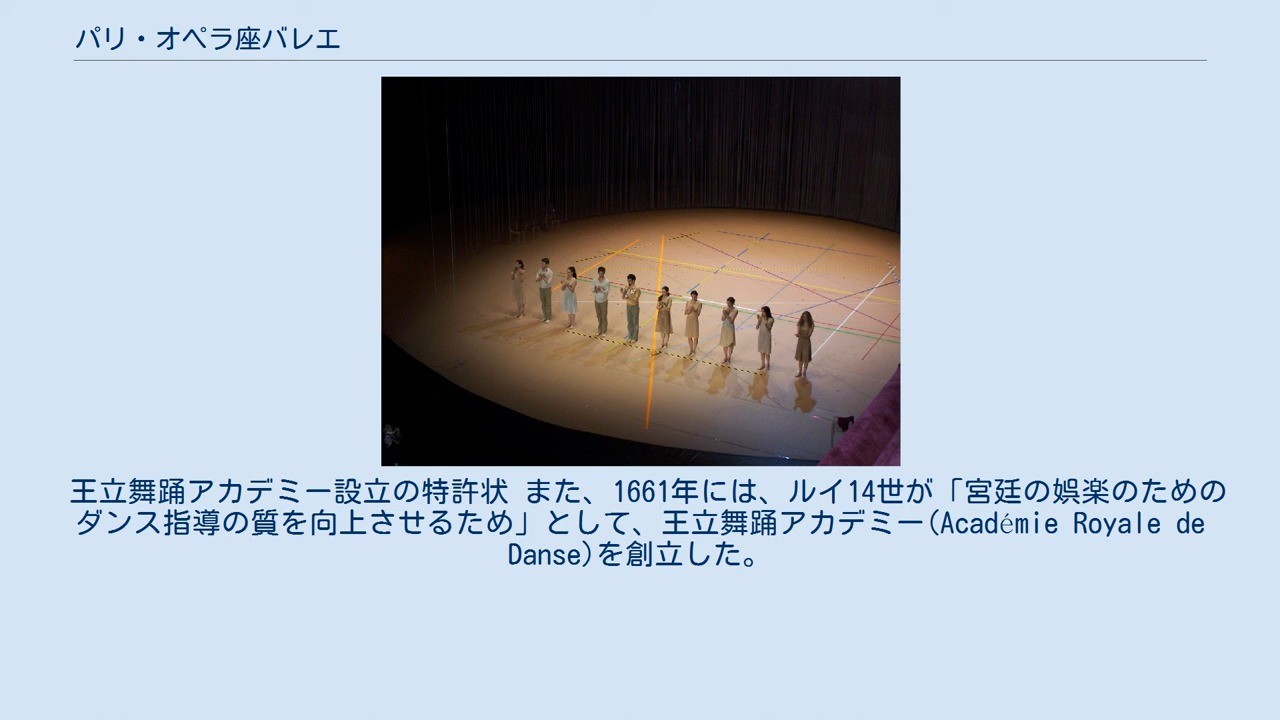 パリ・オペラ座バレエ
王立舞踊アカデミー設立の特許状 また、1661年には、ルイ14世が「宮廷の娯楽のための
ダンス指導の質を向上させるため」として、王立舞踊アカデミー(Académie Royale de
Danse)を創立した。